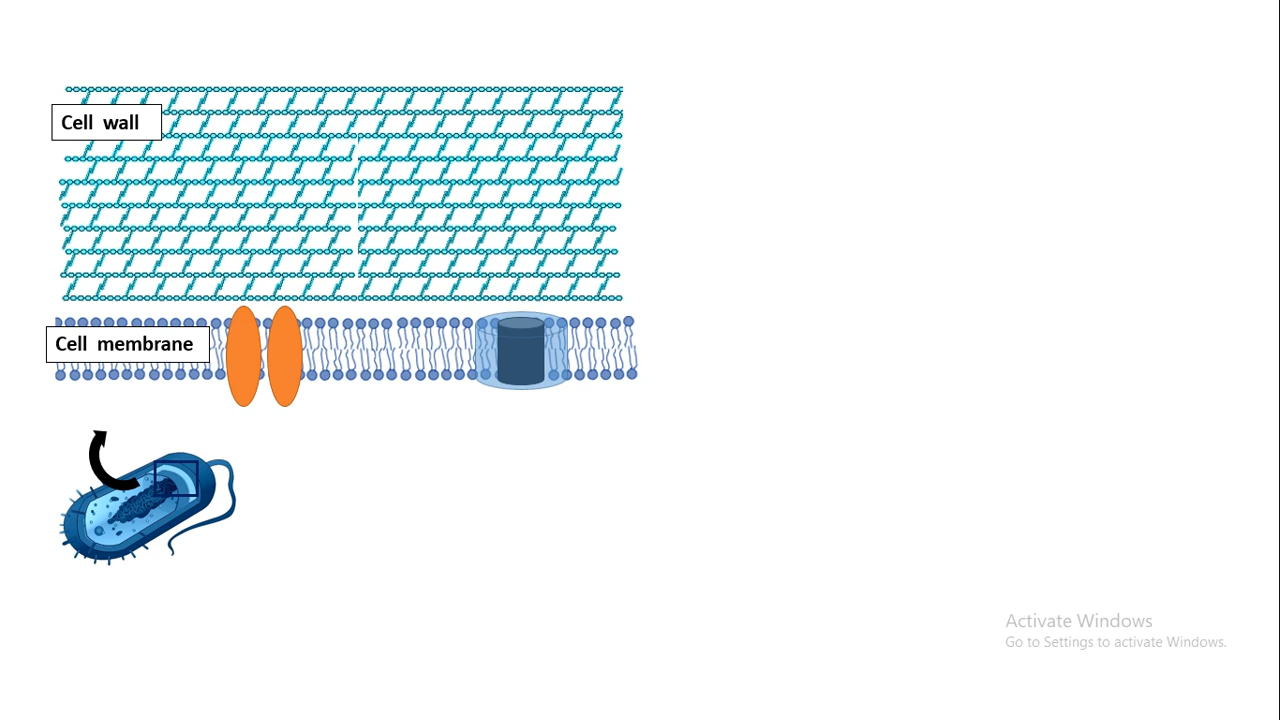 Cell wall
Cell membrane
Activate Windows
Go to Settings to activate Windows.